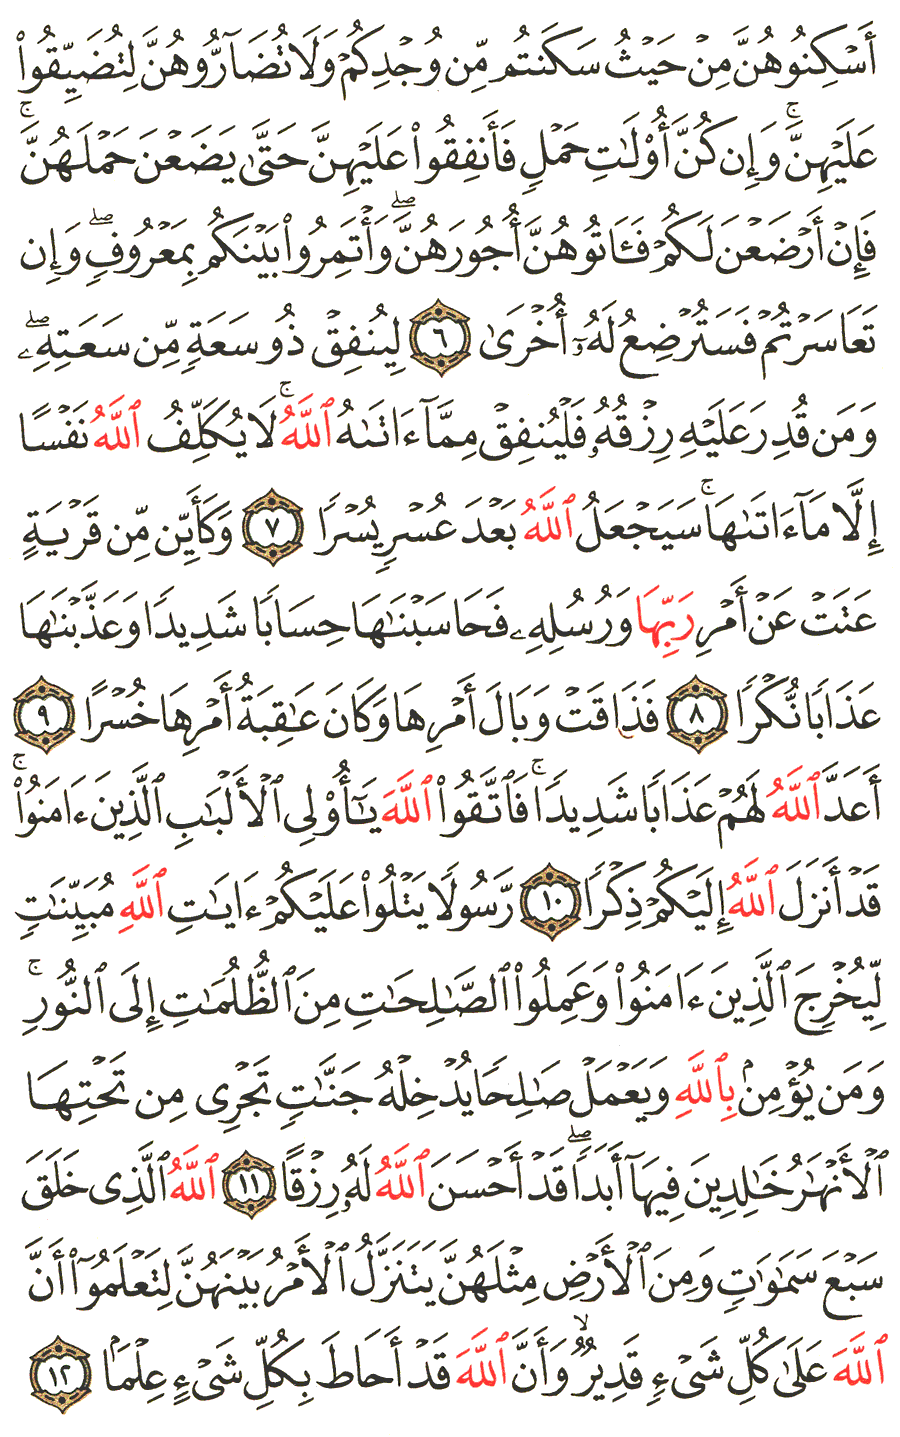 أَسْكِنُوهُنَّ مِنْ حَيْثُ سَكَنتُم مِّن وُجْدِكُمْ وَلَا تُضَآرُّوهُنَّ لِتُضَيِّقُوا۟
عَلَيْهِنَّ ۚ وَإِن كُنَّ أُو۟لَـٰتِ حَمْلٍ فَأَنفِقُوا۟ عَلَيْهِنَّ حَتَّىٰ يَضَعْنَ حَمْلَهُنَّ ۚ
فَإِنْ أَرْضَعْنَ لَكُمْ فَـَٔاتُوهُنَّ أُجُورَهُنَّ ۖ وَأْتَمِرُوا۟ بَيْنَكُم بِمَعْرُوفٍ ۖ وَإِن
تَعَاسَرْتُمْ فَسَتُرْضِعُ لَهُۥٓ أُخْرَىٰ ٦ لِيُنفِقْ ذُو سَعَةٍ مِّن سَعَتِهِۦ ۖ
وَمَن قُدِرَ عَلَيْهِ رِزْقُهُۥ فَلْيُنفِقْ مِمَّآ ءَاتَىٰهُ ٱللَّهُ ۚ لَا يُكَلِّفُ ٱللَّهُ نَفْسًا
إِلَّا مَآ ءَاتَىٰهَا ۚ سَيَجْعَلُ ٱللَّهُ بَعْدَ عُسْرٍ يُسْرًا ٧ وَكَأَيِّن مِّن قَرْيَةٍ
عَتَتْ عَنْ أَمْرِ رَبِّهَا وَرُسُلِهِۦ فَحَاسَبْنَـٰهَا حِسَابًا شَدِيدًا وَعَذَّبْنَـٰهَا
عَذَابًا نُّكْرًا ٨ فَذَاقَتْ وَبَالَ أَمْرِهَا وَكَانَ عَـٰقِبَةُ أَمْرِهَا خُسْرًا ٩
أَعَدَّ ٱللَّهُ لَهُمْ عَذَابًا شَدِيدًا ۚ فَٱتَّقُوا۟ ٱللَّهَ يَـٰٓأُو۟لِى ٱلْأَلْبَـٰبِ ٱلَّذِينَ ءَامَنُوا۟ ۚ
قَدْ أَنزَلَ ٱللَّهُ إِلَيْكُمْ ذِكْرًا ١٠ رَّسُولًا يَتْلُوا۟ عَلَيْكُمْ ءَايَـٰتِ ٱللَّهِ مُبَيِّنَـٰتٍ
لِّيُخْرِجَ ٱلَّذِينَ ءَامَنُوا۟ وَعَمِلُوا۟ ٱلصَّـٰلِحَـٰتِ مِنَ ٱلظُّلُمَـٰتِ إِلَى ٱلنُّورِ ۚ
وَمَن يُؤْمِنۢ بِٱللَّهِ وَيَعْمَلْ صَـٰلِحًا يُدْخِلْهُ جَنَّـٰتٍ تَجْرِى مِن تَحْتِهَا
ٱلْأَنْهَـٰرُ خَـٰلِدِينَ فِيهَآ أَبَدًا ۖ قَدْ أَحْسَنَ ٱللَّهُ لَهُۥ رِزْقًا ١١ ٱللَّهُ ٱلَّذِى خَلَقَ
سَبْعَ سَمَـٰوَٰتٍ وَمِنَ ٱلْأَرْضِ مِثْلَهُنَّ يَتَنَزَّلُ ٱلْأَمْرُ بَيْنَهُنَّ لِتَعْلَمُوٓا۟ أَنَّ
ٱللَّهَ عَلَىٰ كُلِّ شَىْءٍ قَدِيرٌ ۙ وَأَنَّ ٱللَّهَ قَدْ أَحَاطَ بِكُلِّ شَىْءٍ عِلْمًۢا ١٢